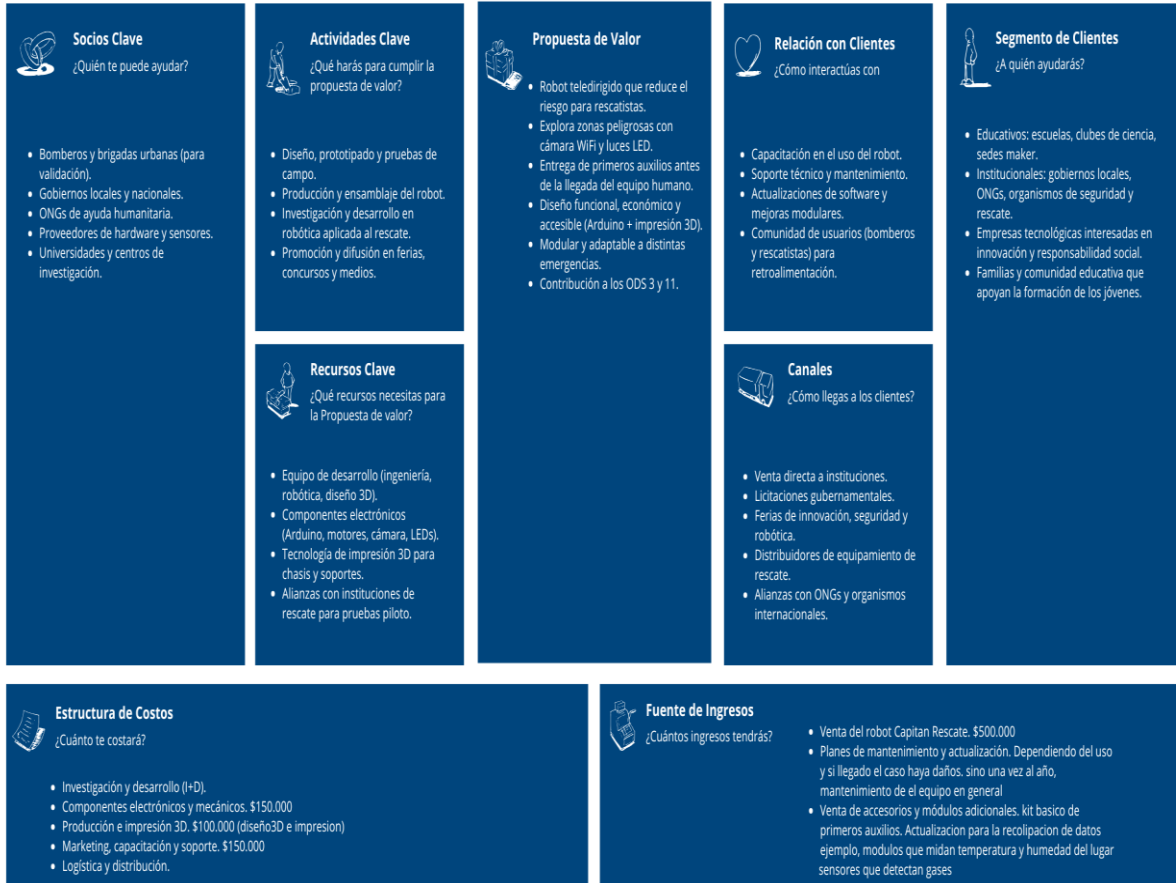 Socios Clave
¿Quién te puede ayudar?
• Bomberos y brigadas urbanas (para
validación).
• Gobiernos locales y nacionales.
• ONGs de ayuda humanitaria.
• Proveedores de hardware y sensores.
• Universidades y centros de
investigación.
Actividades Clave
¿Qué harás para cumplir la
propuesta de valor?
• Diseño, prototipado y pruebas de
campo.
• Producción y ensamblaje del robot.
• Investigación y desarrollo en
robótica aplicada al rescate.
• Promoción y difusión en ferias,
concursos y medios.
Recursos Clave
¿Qué recursos necesitas para
la Propuesta de valor?
• Equipo de desarrollo (ingeniería,
robótica, diseño 3D).
• Componentes electrónicos
(Arduino, motores, cámara, LEDs).
• Tecnología de impresión 3D para
chasis y soportes.
• Alianzas con instituciones de
rescate para pruebas piloto.
Propuesta de Valor
• Robot teledirigido que reduce el
riesgo para rescatistas.
• Explora zonas peligrosas con
cámara WiFi y luces LED.
• Entrega de primeros auxilios antes
de la llegada del equipo humano.
• Diseño funcional, económico y
accesible (Arduino + impresión 3D).
• Modular y adaptable a distintas
emergencias.
• Contribución a los ODS 3 y 11.
Relación con Clientes
¿Cómo interactúas con
• Capacitación en el uso del robot.
• Soporte técnico y mantenimiento.
• Actualizaciones de software y
mejoras modulares.
• Comunidad de usuarios (bomberos
y rescatistas) para
retroalimentación.
Canales
¿Cómo llegas a los clientes?
• Venta directa a instituciones.
• Licitaciones gubernamentales.
• Ferias de innovación, seguridad y
robótica.
• Distribuidores de equipamiento de
rescate.
• Alianzas con ONGs y organismos
internacionales.
Segmento de Clientes
¿A quién ayudarás?
• Educativos: escuelas, clubes de ciencia,
sedes maker.
• Institucionales: gobiernos locales,
ONGs, organismos de seguridad y
rescate.
• Empresas tecnológicas interesadas en
innovación y responsabilidad social.
• Familias y comunidad educativa que
apoyan la formación de los jóvenes.
Estructura de Costos
¿Cuánto te costará?
• Investigación y desarrollo (I+D).
• Componentes electrónicos y mecánicos. $150.000
• Producción e impresión 3D. $100.000 (diseño3D e impresion)
• Marketing, capacitación y soporte. $150.000
• Logística y distribución.
Fuente de Ingresos
¿Cuántos ingresos tendrás?
• Venta del robot Capitan Rescate. $500.000
• Planes de mantenimiento y actualización. Dependiendo del uso
y si llegado el caso haya daños. sino una vez al año,
mantenimiento de el equipo en general
• Venta de accesorios y módulos adicionales. kit basico de
primeros auxilios. Actualizacion para la recolipacion de datos
ejemplo, modulos que midan temperatura y humedad del lugar
sensores que detectan gases